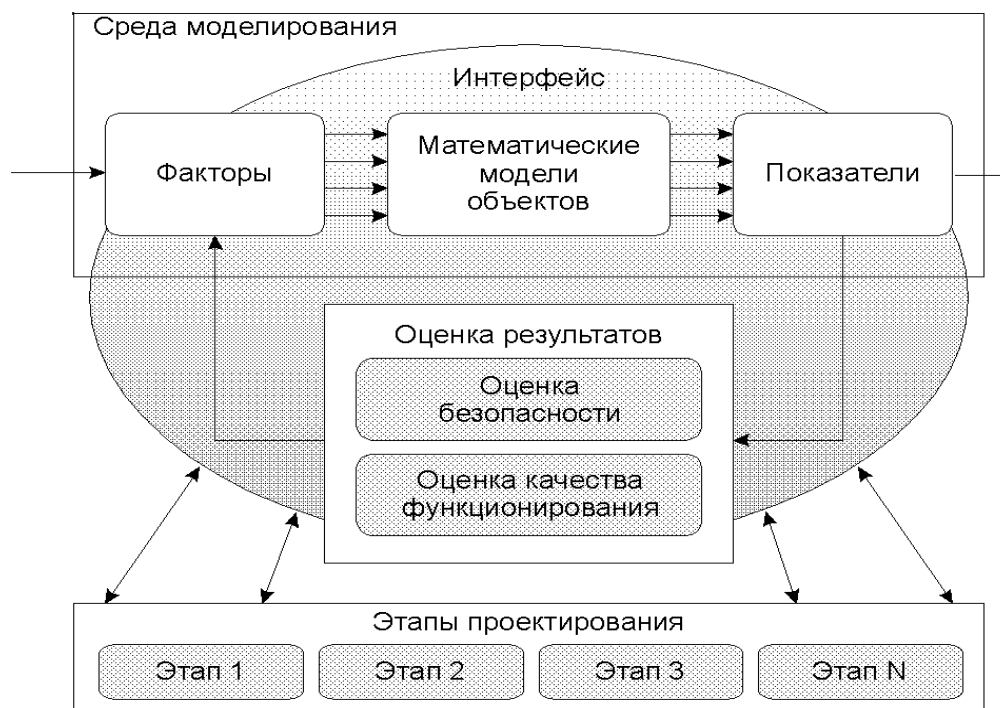 Среда моделирования
Интерфейс
Факторы
Математические
модели
объектов
Показатели
Оценка результатов
Оценка
безопасности
Оценка качества
функционирования
Этапы проектирования
Этап 1
Этап 2
Этап 3
Этап N